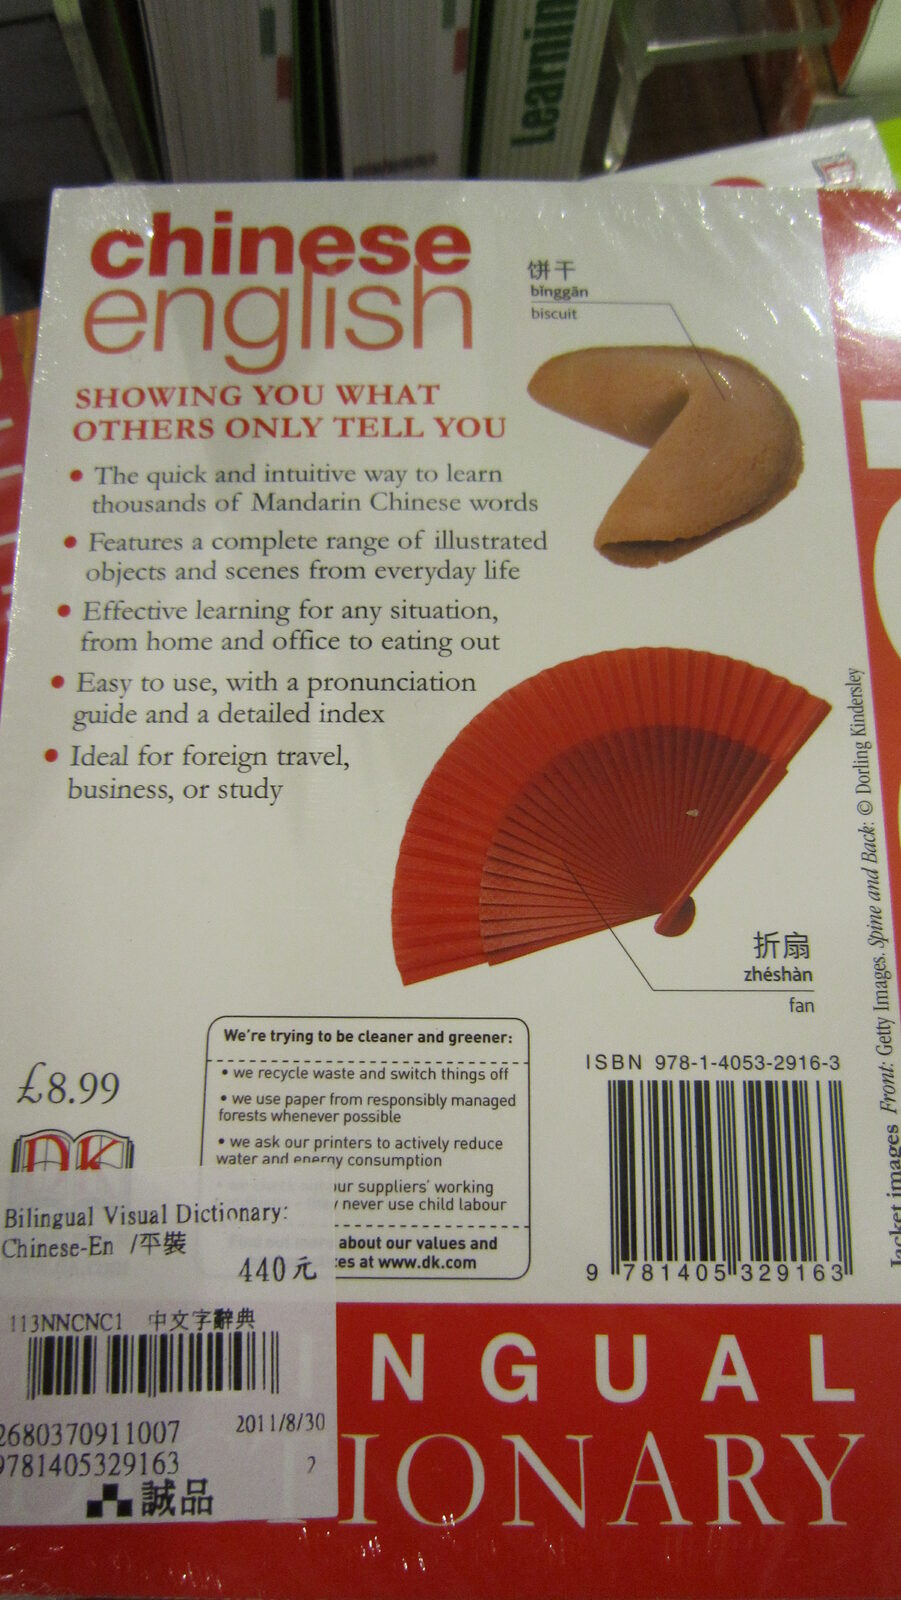 Learnin
chinese
english
饼干
bǐnggān
biscuit
SHOWING YOU WHAT
OTHERS ONLY TELL YOU
• The quick and intuitive way to learn
thousands of Mandarin Chinese words
• Features a complete range of illustrated
objects and scenes from everyday life
• Effective learning for any situation,
from home and office to eating out
• Easy to use, with a pronunciation
guide and a detailed index
• Ideal for foreign travel,
business, or study
折扇
zhéshàn
fan
Jacket images Front: Getty Images. Spine and Back: © Dorling Kindersley
£8.99
DK
We're trying to be cleaner and greener:
• we recycle waste and switch things off
• we use paper from responsibly managed
forests whenever possible
• we ask our printers to actively reduce
water and energy consumption
our suppliers' working
never use child labour
about our values and
at www.dk.com
ISBN 978-1-4053-2916-3
9 781405 329163
Bilingual Visual Dictionary:
Chinese-En /平裝
440元
113NNCNC1 中文字辭典
2680370911007 2011/8/30
9781405329163
誠品
NGUAL
IONARY